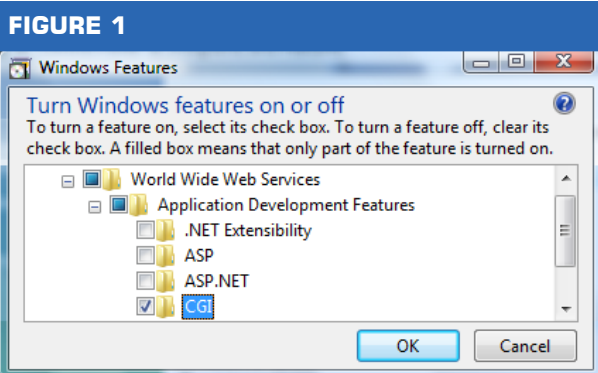 FIGURE 1
Windows Features
Turn Windows features on or off
To turn a feature on, select its check box. To turn a feature off, clear its
check box. A filled box means that only part of the feature is turned on.
World Wide Web Services
Application Development Features
.NET Extensibility
ASP
ASP.NET
CGI
OK Cancel